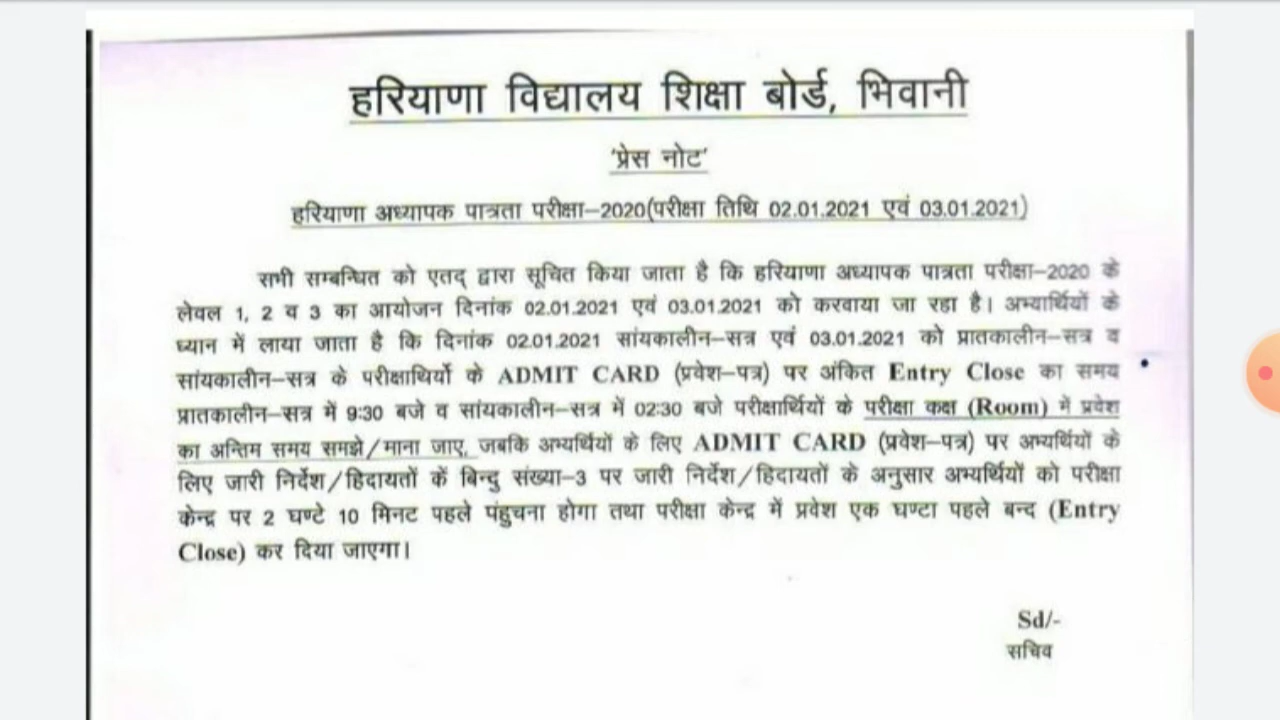 हरियाणा विद्यालय शिक्षा बोर्ड, भिवानी
'प्रेस नोट'
हरियाणा अध्यापक पात्रता परीक्षा–2020(परीक्षा तिथि 02.01.2021 एवं 03.01.2021)
सभी सम्बन्धित को एतद् द्वारा सूचित किया जाता है कि हरियाणा अध्यापक पात्रता परीक्षा–2020 के
लेवल 1, 2 व 3 का आयोजन दिनांक 02.01.2021 एवं 03.01.2021 को करवाया जा रहा है। अभ्यार्थियों के
ध्यान में लाया जाता है कि दिनांक 02.01.2021 सांयकालीन–सत्र एवं 03.01.2021 को प्रातकालीन–सत्र व
सांयकालीन–सत्र के परीक्षाथियों के ADMIT CARD (प्रवेश–पत्र) पर अंकित Entry Close का समय
प्रातकालीन–सत्र में 9:30 बजे व सांयकालीन–सत्र में 02:30 बजे परीक्षार्थियों के परीक्षा कक्ष (Room) में प्रवेश
का अन्तिम समय समझे/माना जाए, जबकि अभ्यर्थियों के लिए ADMIT CARD (प्रवेश–पत्र) पर अभ्यर्थियों के
लिए जारी निर्देश/हिदायतों कें बिन्दु संख्या–3 पर जारी निर्देश/हिदायतों के अनुसार अभ्यर्थियों को परीक्षा
केन्द्र पर 2 घण्टे 10 मिनट पहले पंहुचना होगा तथा परीक्षा केन्द्र में प्रवेश एक घण्टा पहले बन्द (Entry
Close) कर दिया जाएगा।
Sd/-
सचिव